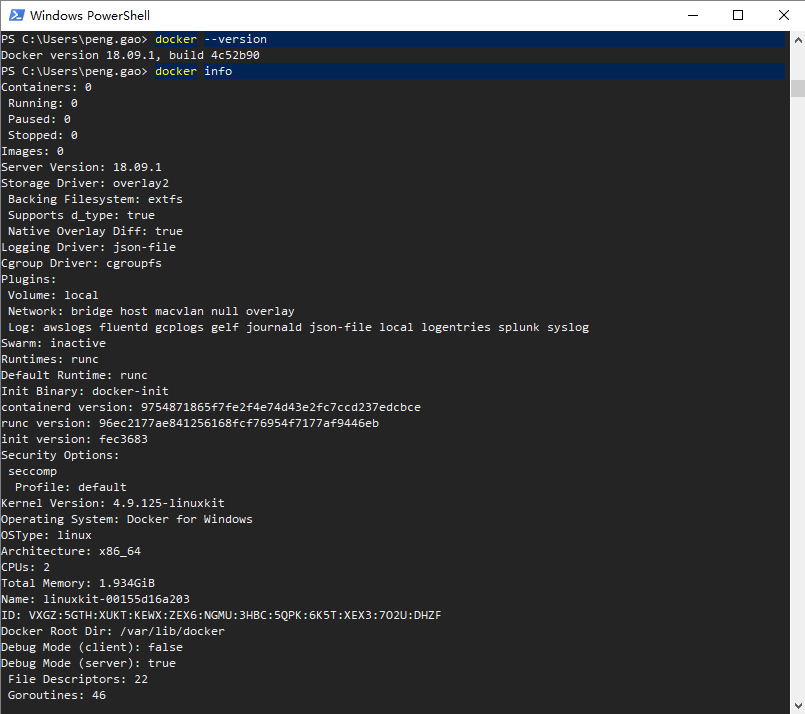 Windows PowerShell
PS C:\Users\peng.gao> docker --version
Docker version 18.09.1, build 4c52b90
PS C:\Users\peng.gao> docker info
Containers: 0
 Running: 0
 Paused: 0
 Stopped: 0
Images: 0
Server Version: 18.09.1
Storage Driver: overlay2
 Backing Filesystem: extfs
 Supports d_type: true
 Native Overlay Diff: true
Logging Driver: json-file
Cgroup Driver: cgroupfs
Plugins:
 Volume: local
 Network: bridge host macvlan null overlay
 Log: awslogs fluentd gcplogs gelf journald json-file local logentries splunk syslog
Swarm: inactive
Runtimes: runc
Default Runtime: runc
Init Binary: docker-init
containerd version: 9754871865f7fe2f4e74d43e2fc7ccd237edcbce
runc version: 96ec2177ae841256168fcf76954f7177af9446eb
init version: fec3683
Security Options:
 seccomp
  Profile: default
Kernel Version: 4.9.125-linuxkit
Operating System: Docker for Windows
OSType: linux
Architecture: x86_64
CPUs: 2
Total Memory: 1.934GiB
Name: linuxkit-00155d16a203
ID: VXGZ:5GTH:XUKT:KEWX:ZEX6:NGMU:3HBC:5QPK:6K5T:XEX3:7O2U:DHZF
Docker Root Dir: /var/lib/docker
Debug Mode (client): false
Debug Mode (server): true
 File Descriptors: 22
 Goroutines: 46